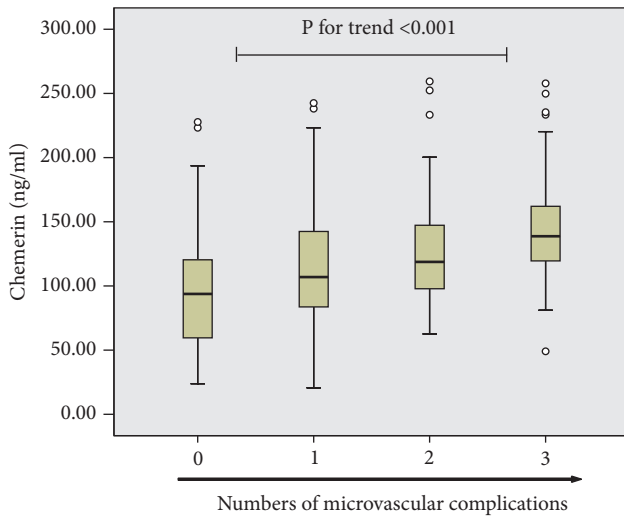 P for trend <0.001
300.00
250.00
200.00
150.00
100.00
50.00
0.00
Chemerin (ng/ml)
0 1 2 3
Numbers of microvascular complications